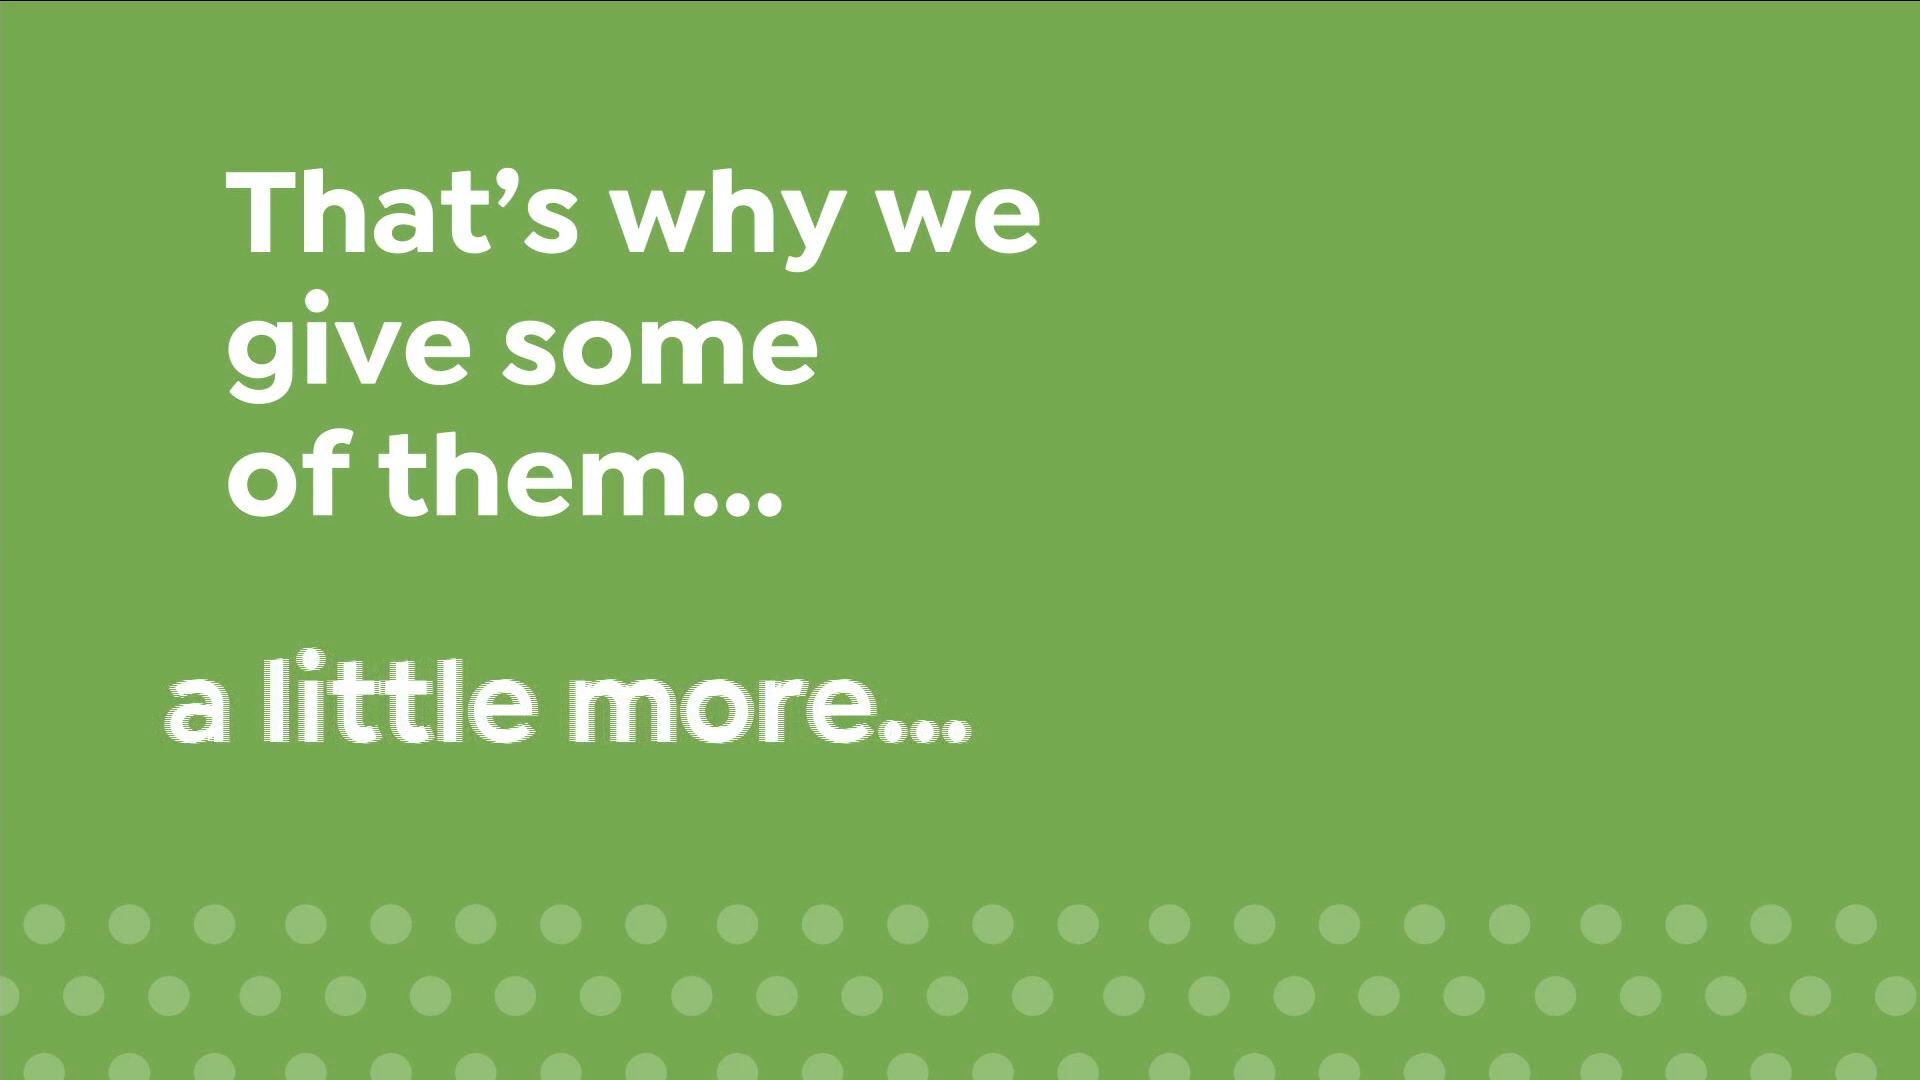 That’s why we
give some
of them...
a little more...